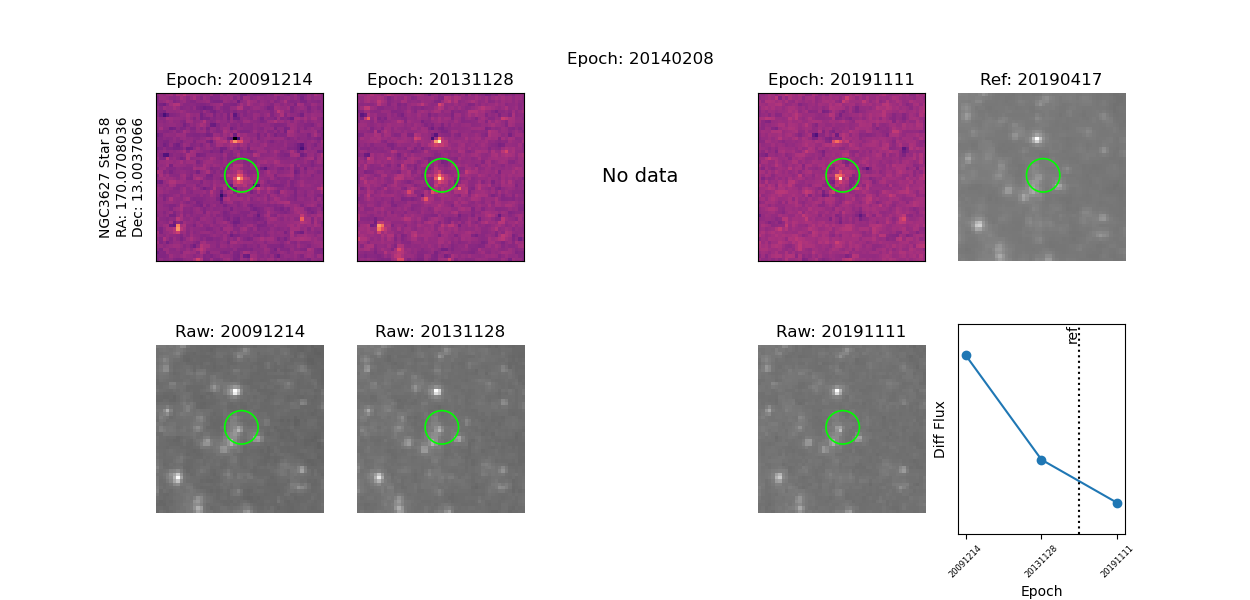 Epoch: 20140208
Epoch: 20091214
Epoch: 20131128
Epoch: 20191111
Ref: 20190417
NGC3627 Star 58
RA: 170.0708036
Dec: 13.0037066
No data
Raw: 20091214
Raw: 20131128
Raw: 20191111
ref
Diff Flux
20091214
20131128
20191111
Epoch